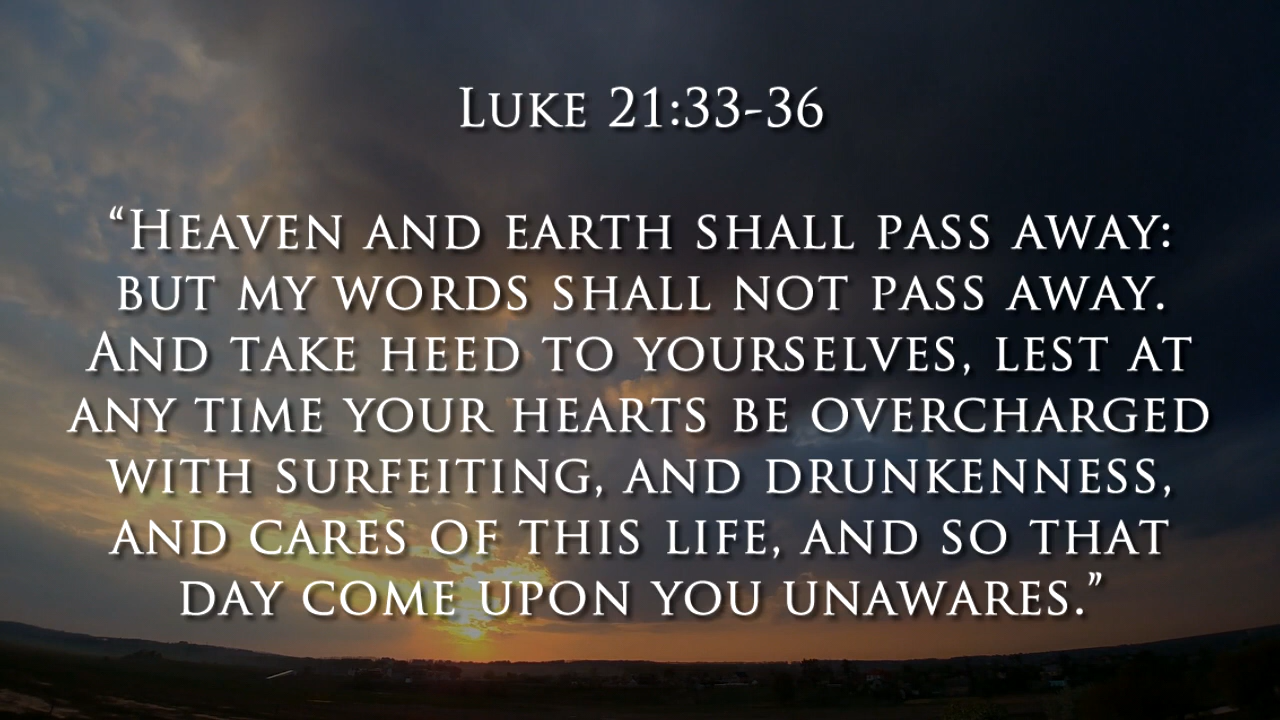 Luke 21:33-36
“Heaven and earth shall pass away:
but my words shall not pass away.
And take heed to yourselves, lest at
any time your hearts be overcharged
with surfeiting, and drunkenness,
and cares of this life, and so that
day come upon you unawares.”